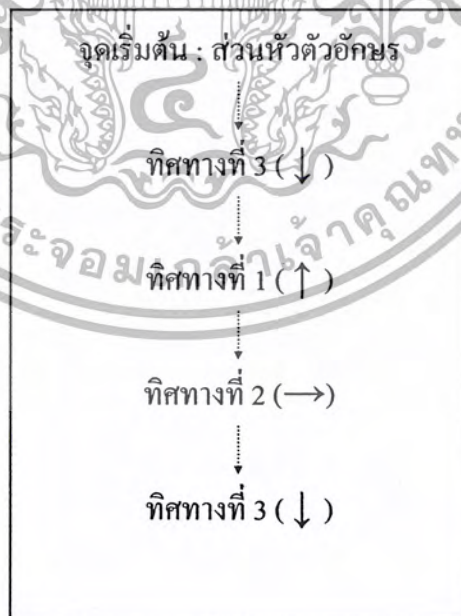 จุดเริ่มต้น : ส่วนหัวตัวอักษร
ทิศทางที่ 3 (↓)
ทิศทางที่ 1 (↑)
ทิศทางที่ 2 (→)
ทิศทางที่ 3 (↓)